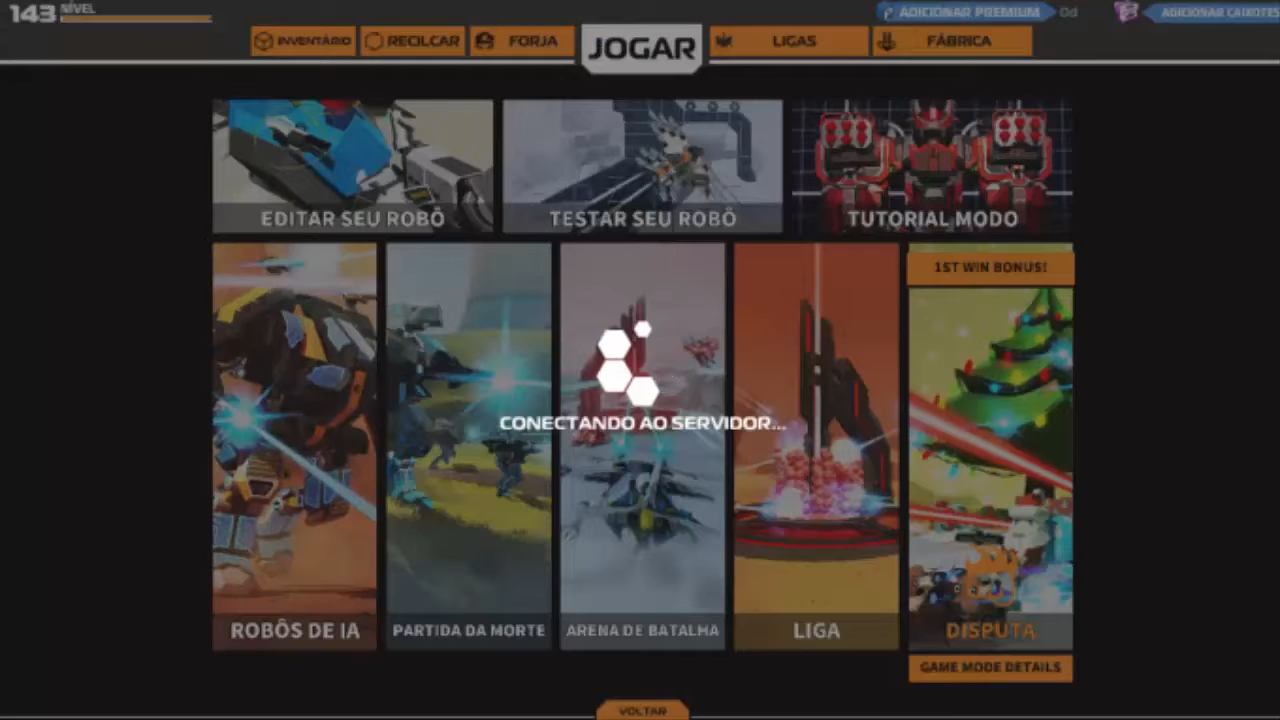 143 NÍVEL
ADICIONAR PREMIUM 0d ADICIONAR CAIXOTES
INVENTÁRIO RECILCAR FORJA JOGAR LIGAS FÁBRICA
EDITAR SEU ROBÔ TESTAR SEU ROBÔ TUTORIAL MODO
1ST WIN BONUS!
CONECTANDO AO SERVIDOR...
ROBÔS DE IA PARTIDA DA MORTE ARENA DE BATALHA LIGA DISPUTA
GAME MODE DETAILS
VOLTAR